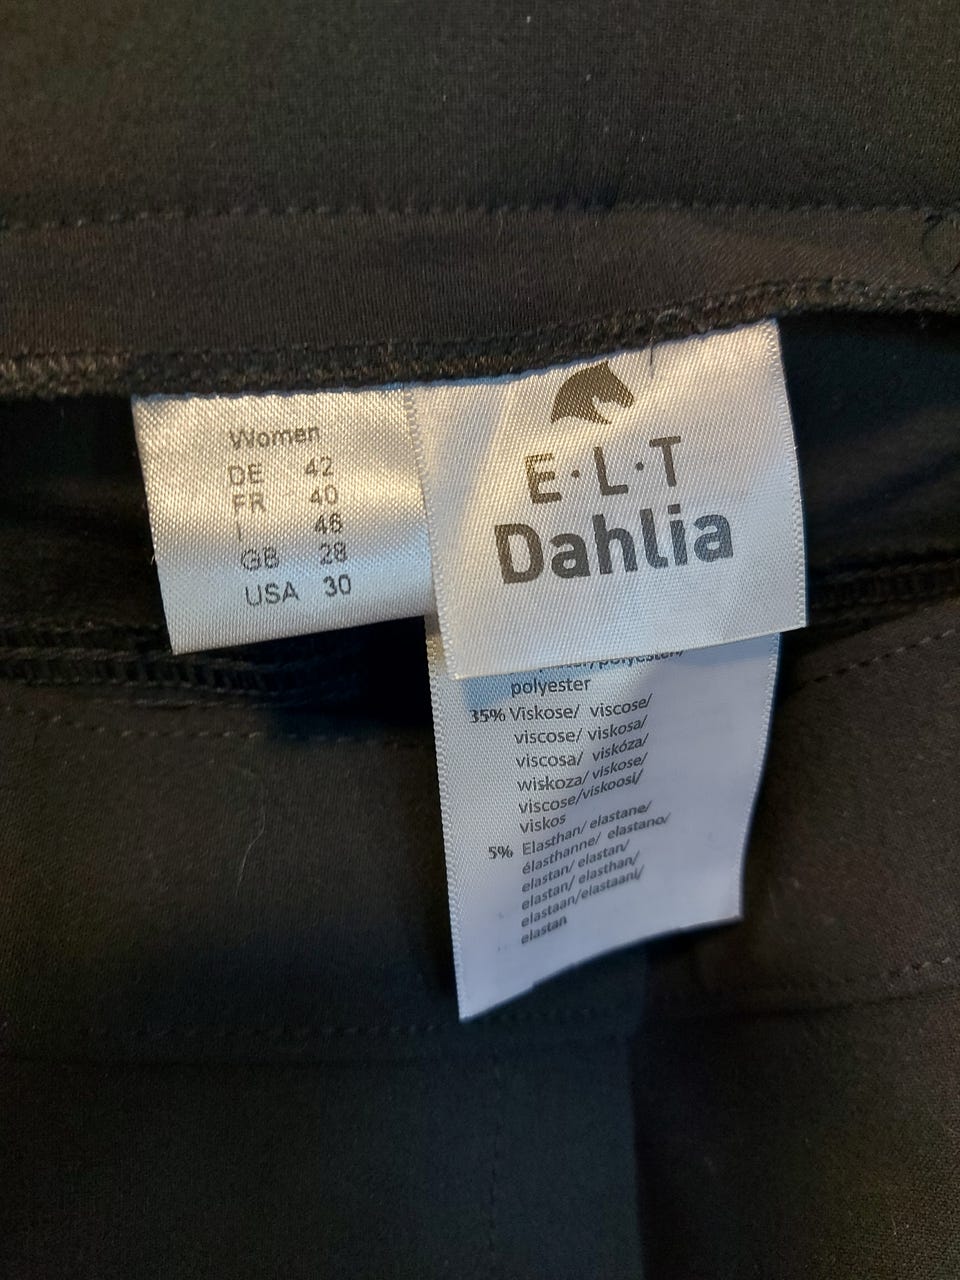 Women
DE 42
FR 40
I 46
GB 28
USA 30
E·L·T
Dahlia
polyester/
polyester
35% Viskose/ viscose/
viscose/ viskosa/
viscosa/ viskóza/
wiskoza/ viskose/
viscose/viskoosi/
viskos
5% Elasthan/ elastane/
élasthanne/ elastano/
elastan/ elastan/
elastan/ elasthan/
elastaan/elastaani/
elastan